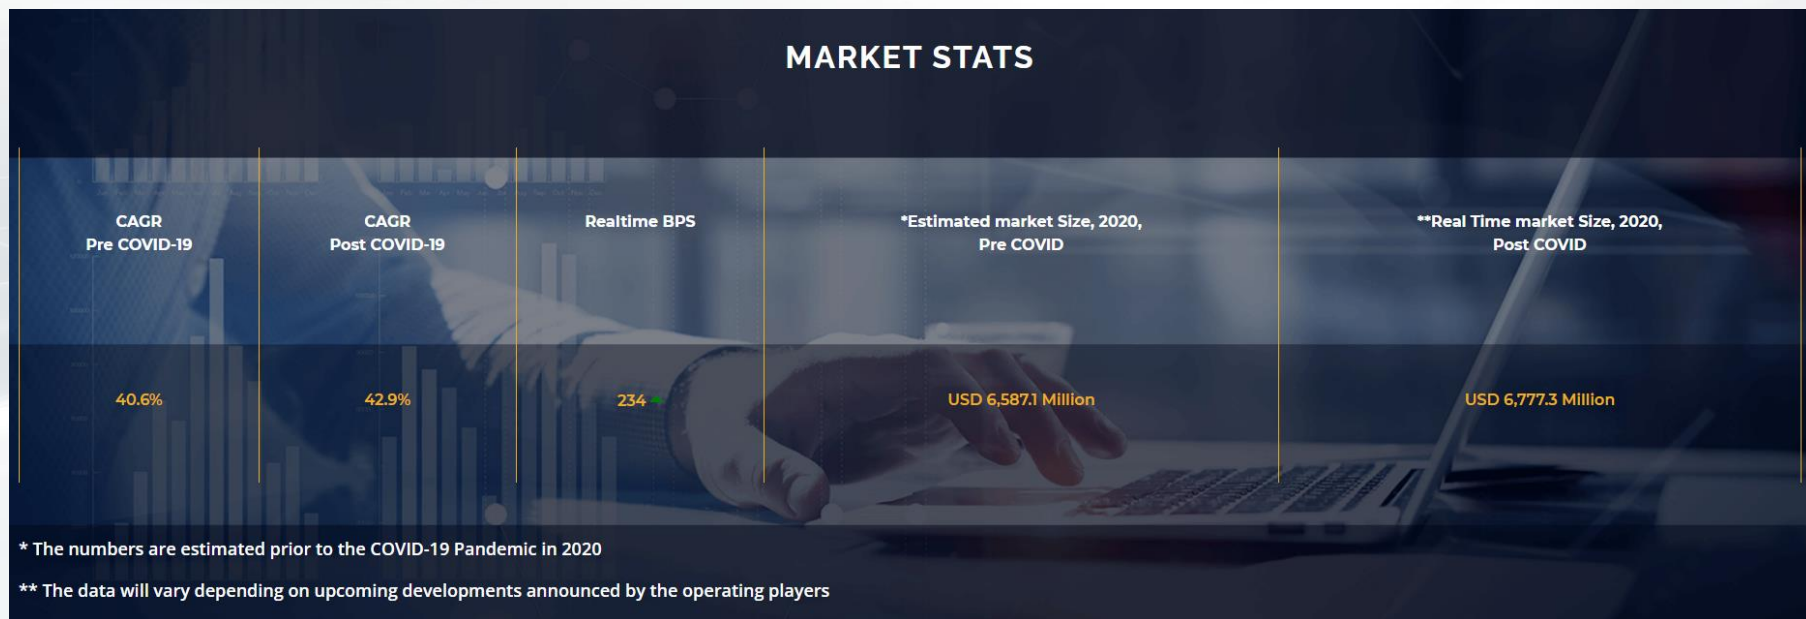 MARKET STATS
CAGR
Pre COVID-19
CAGR
Post COVID-19
Realtime BPS
*Estimated market Size, 2020,
Pre COVID
**Real Time market Size, 2020,
Post COVID
40.6%
42.9%
234
USD 6,587.1 Million
USD 6,777.3 Million
* The numbers are estimated prior to the COVID-19 Pandemic in 2020
** The data will vary depending on upcoming developments announced by the operating players